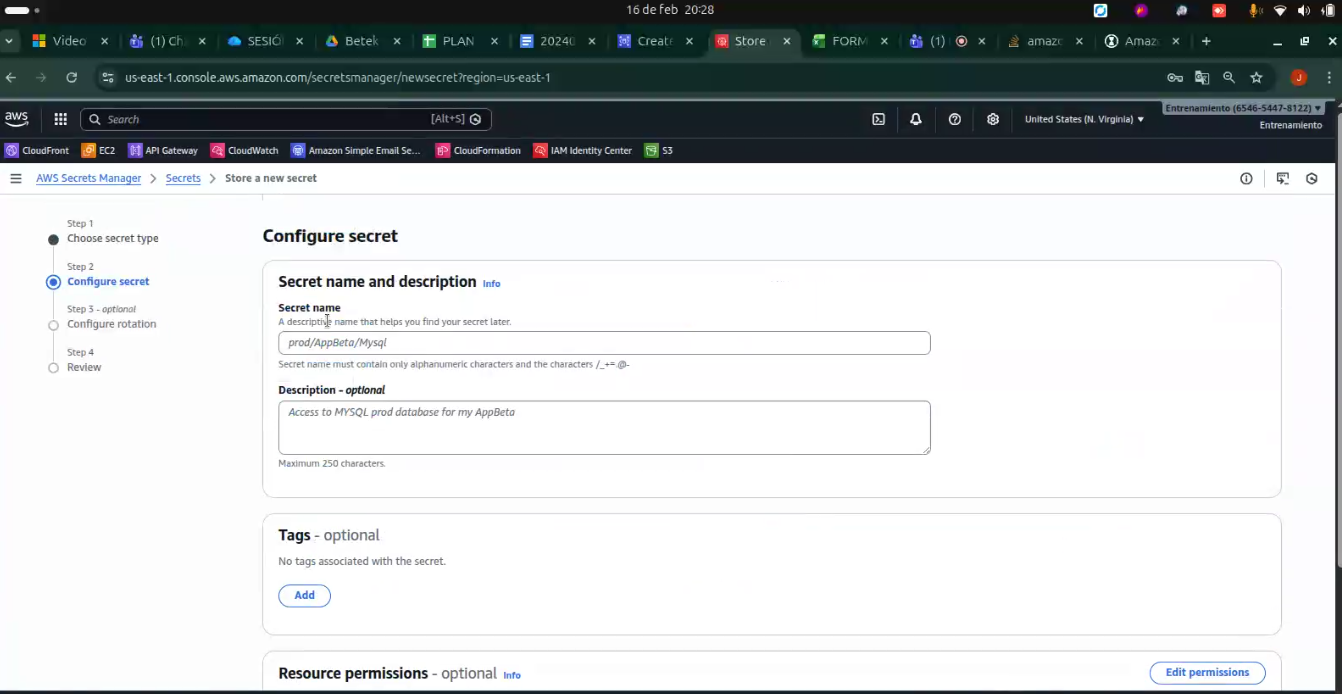 16 de feb 20:28
Video
(1) Ch
SESIÓ
Betek
PLAN
20240
Create
Store
FORM
(1)
amazo
Amaz
us-east-1.console.aws.amazon.com/secretsmanager/newsecret?region=us-east-1
J
aws
Search
[Alt+S]
United States (N. Virginia)
Entrenamiento (6546-5447-8122)
Entrenamiento
CloudFront
EC2
API Gateway
CloudWatch
Amazon Simple Email Se...
CloudFormation
IAM Identity Center
S3
AWS Secrets Manager
Secrets
Store a new secret
Step 1
Choose secret type
Step 2
Configure secret
Step 3 - optional
Configure rotation
Step 4
Review
Configure secret
Secret name and description Info
Secret name
A descriptive name that helps you find your secret later.
prod/AppBeta/Mysql
Secret name must contain only alphanumeric characters and the characters /_+=.@-
Description - optional
Access to MYSQL prod database for my AppBeta
Maximum 250 characters.
Tags - optional
No tags associated with the secret.
Add
Resource permissions - optional Info
Edit permissions